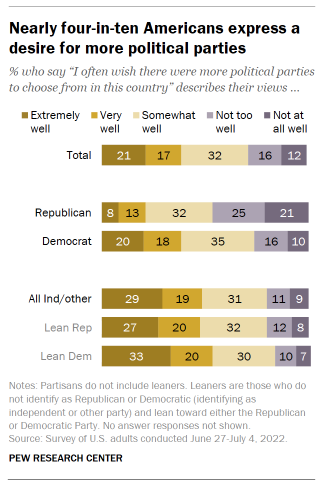 Nearly four-in-ten Americans express a
desire for more political parties
% who say “I often wish there were more political parties
to choose from in this country” describes their views ...
Extremely well
Very well
Somewhat well
Not too well
Not at all well
Total 21 17 32 16 12
Republican 8 13 32 25 21
Democrat 20 18 35 16 10
All Ind/other 29 19 31 11 9
Lean Rep 27 20 32 12 8
Lean Dem 33 20 30 10 7
Notes: Partisans do not include leaners. Leaners are those who do
not identify as Republican or Democratic (identifying as
independent or other party) and lean toward either the Republican
or Democratic Party. No answer responses not shown.
Source: Survey of U.S. adults conducted June 27-July 4, 2022.
PEW RESEARCH CENTER